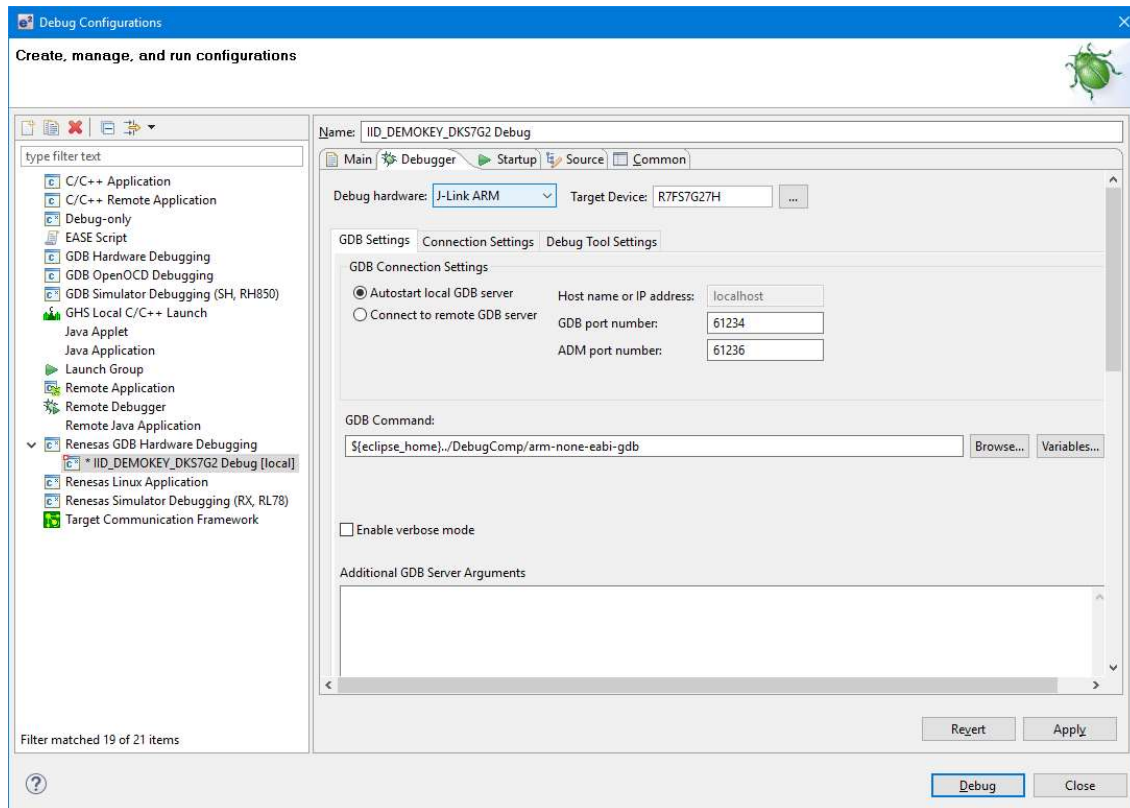 Debug Configurations
Create, manage, and run configurations
type filter text
C/C++ Application
C/C++ Remote Application
Debug-only
EASE Script
GDB Hardware Debugging
GDB OpenOCD Debugging
GDB Simulator Debugging (SH, RH850)
GHS Local C/C++ Launch
Java Applet
Java Application
Launch Group
Remote Application
Remote Debugger
Remote Java Application
Renesas GDB Hardware Debugging
* IID_DEMOKEY_DKS7G2 Debug [local]
Renesas Linux Application
Renesas Simulator Debugging (RX, RL78)
Target Communication Framework
Filter matched 19 of 21 items
Name: IID_DEMOKEY_DKS7G2 Debug
Main Debugger Startup Source Common
Debug hardware: J-Link ARM Target Device: R7FS7G27H ...
GDB Settings Connection Settings Debug Tool Settings
GDB Connection Settings
Autostart local GDB server Host name or IP address: localhost
Connect to remote GDB server GDB port number: 61234
ADM port number: 61236
GDB Command:
${eclipse_home}../DebugComp/arm-none-eabi-gdb Browse... Variables...
Enable verbose mode
Additional GDB Server Arguments
Revert Apply
Debug Close